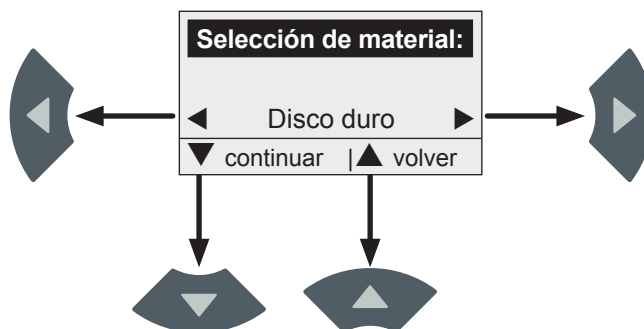 Selección de material:
◀ Disco duro ▶
▼ continuar |▲ volver